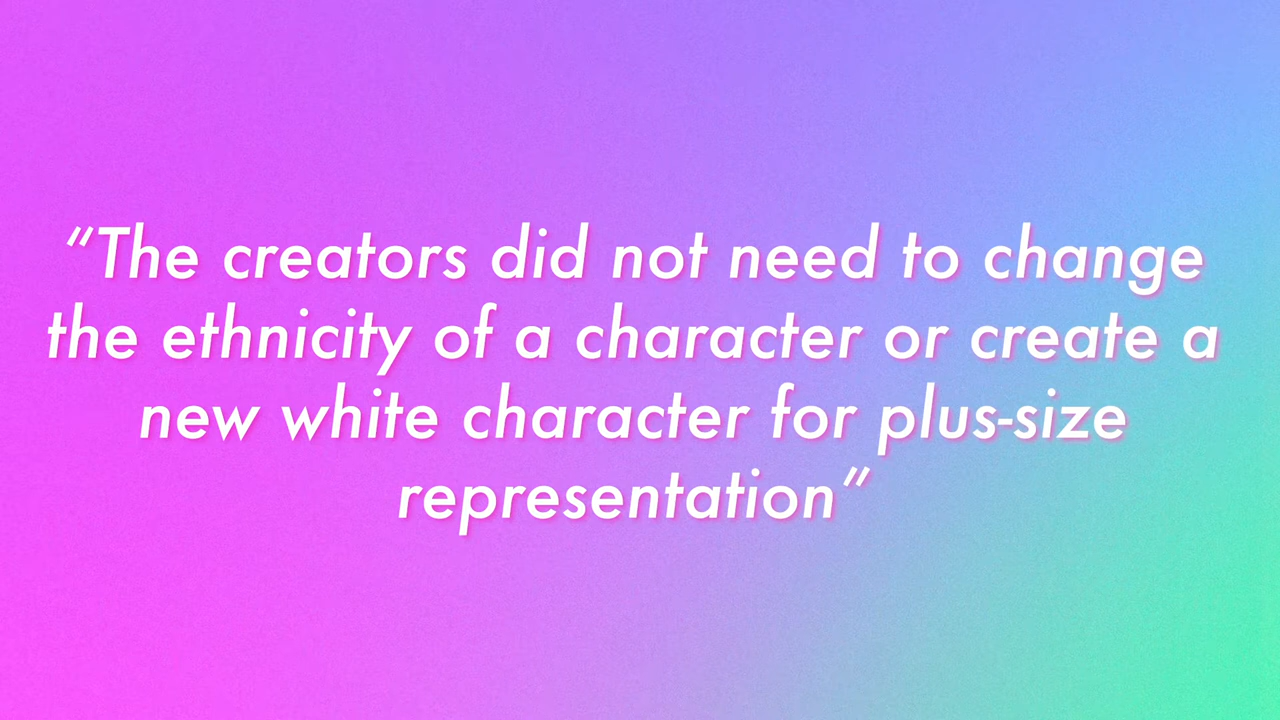 “The creators did not need to change
the ethnicity of a character or create a
new white character for plus-size
representation”